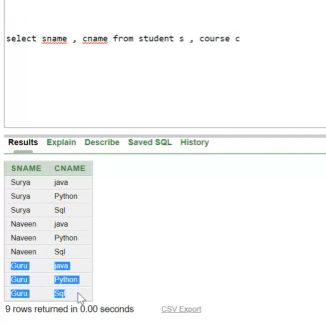 select sname , cname from student s , course c
Results Explain Describe Saved SQL History
SNAME CNAME
Surya java
Surya Python
Surya Sql
Naveen java
Naveen Python
Naveen Sql
Guru java
Guru Python
Guru Sql
9 rows returned in 0.00 seconds CSV Export